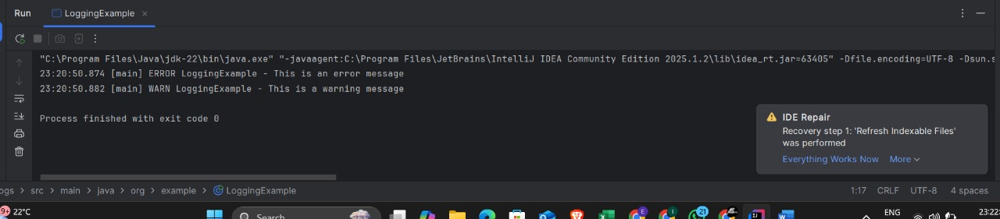 Run LoggingExample
"C:\Program Files\Java\jdk-22\bin\java.exe" "-javaagent:C:\Program Files\JetBrains\IntelliJ IDEA Community Edition 2025.1.2\lib\idea_rt.jar=63405" -Dfile.encoding=UTF-8 -Dsun.s
23:20:50.874 [main] ERROR LoggingExample - This is an error message
23:20:50.882 [main] WARN LoggingExample - This is a warning message
Process finished with exit code 0
IDE Repair
Recovery step 1: 'Refresh Indexable Files'
was performed
Everything Works Now More
ogs > src > main > java > org > example > LoggingExample 1:17 CRLF UTF-8 4 spaces
9+ 22°C Search E I 21 IJ W ENG 23:22